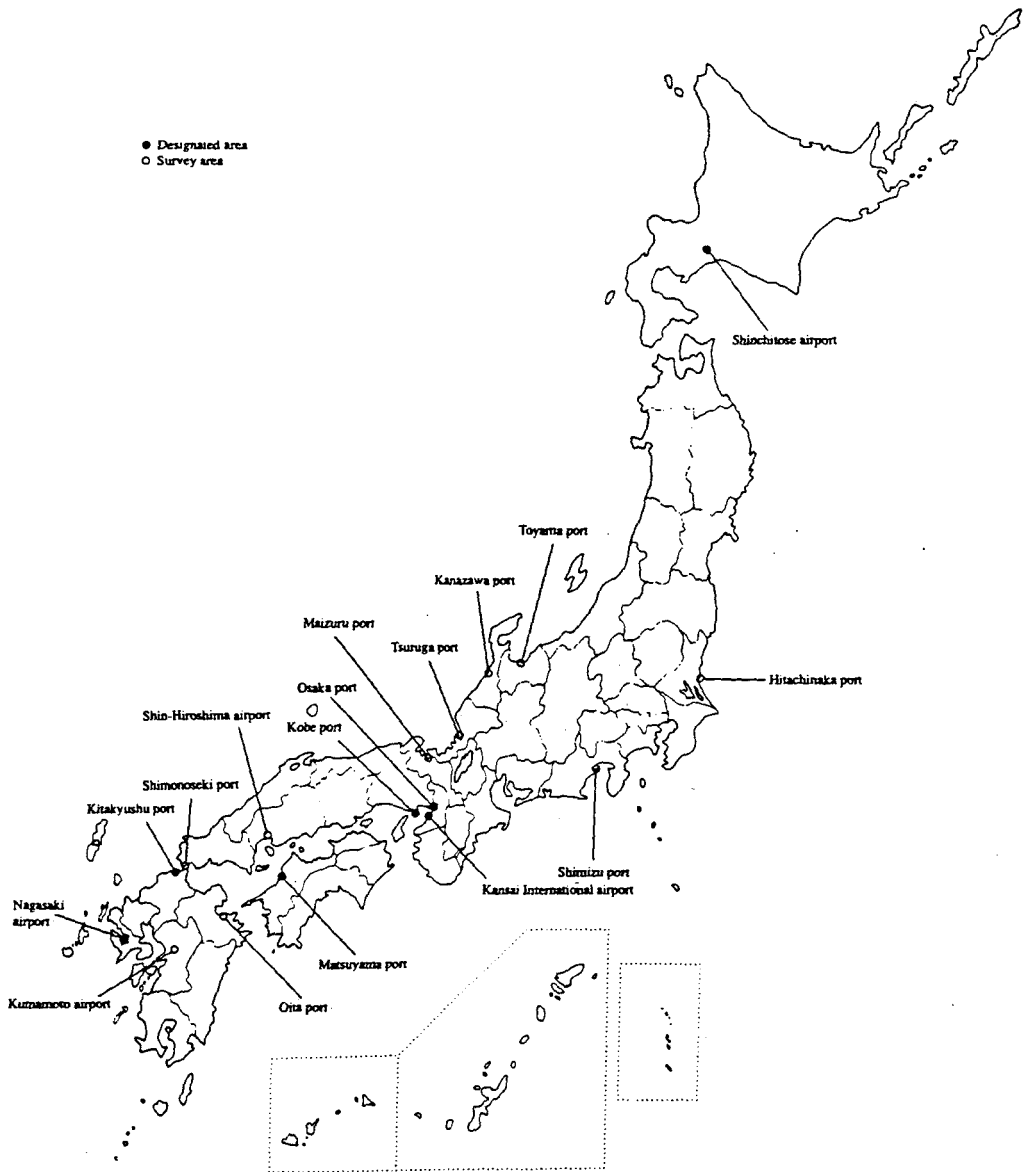 ● Designated area
○ Survey area
Shinchitose airport
Toyama port
Kanazawa port
Maizuru port
Tsuruga port
Hitachinaka port
Osaka port
Shin-Hiroshima airport
Kobe port
Shimonoseki port
Kitakyushu port
Shimizu port
Kansai International airport
Nagasaki
airport
Matsuyama port
Kumamoto airport
Oita port